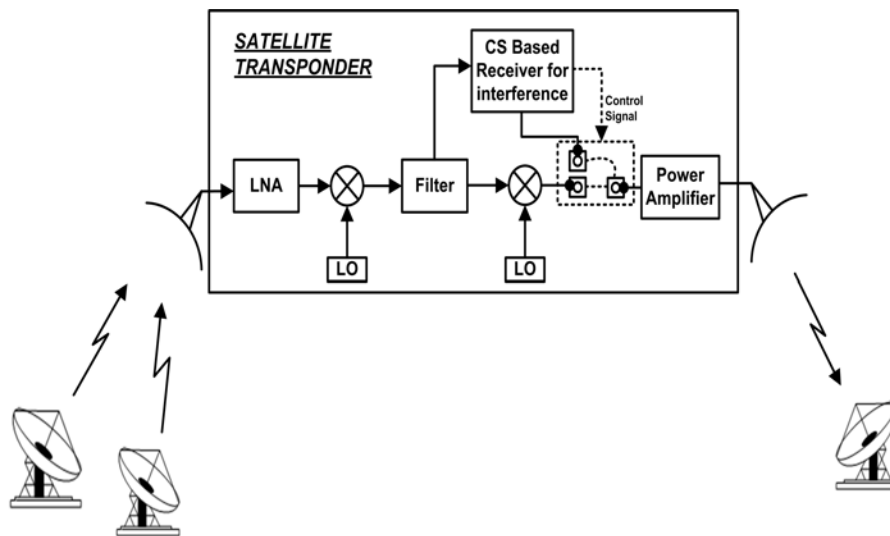 SATELLITE
TRANSPONDER
CS Based
Receiver for
interference
Control
Signal
LNA
Filter
Power
Amplifier
LO
LO